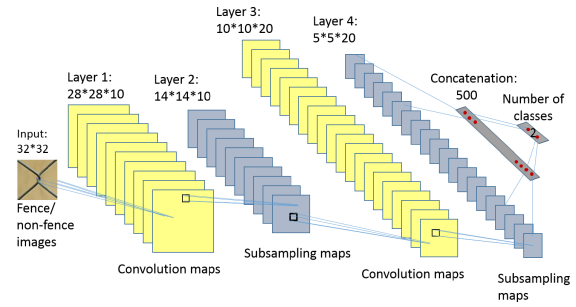 Input:
32*32
Fence/
non-fence
images
Layer 1:
28*28*10
Convolution maps
Layer 2:
14*14*10
Subsampling maps
Layer 3:
10*10*20
Convolution maps
Layer 4:
5*5*20
Subsampling
maps
Concatenation:
500
Number of
classes
2